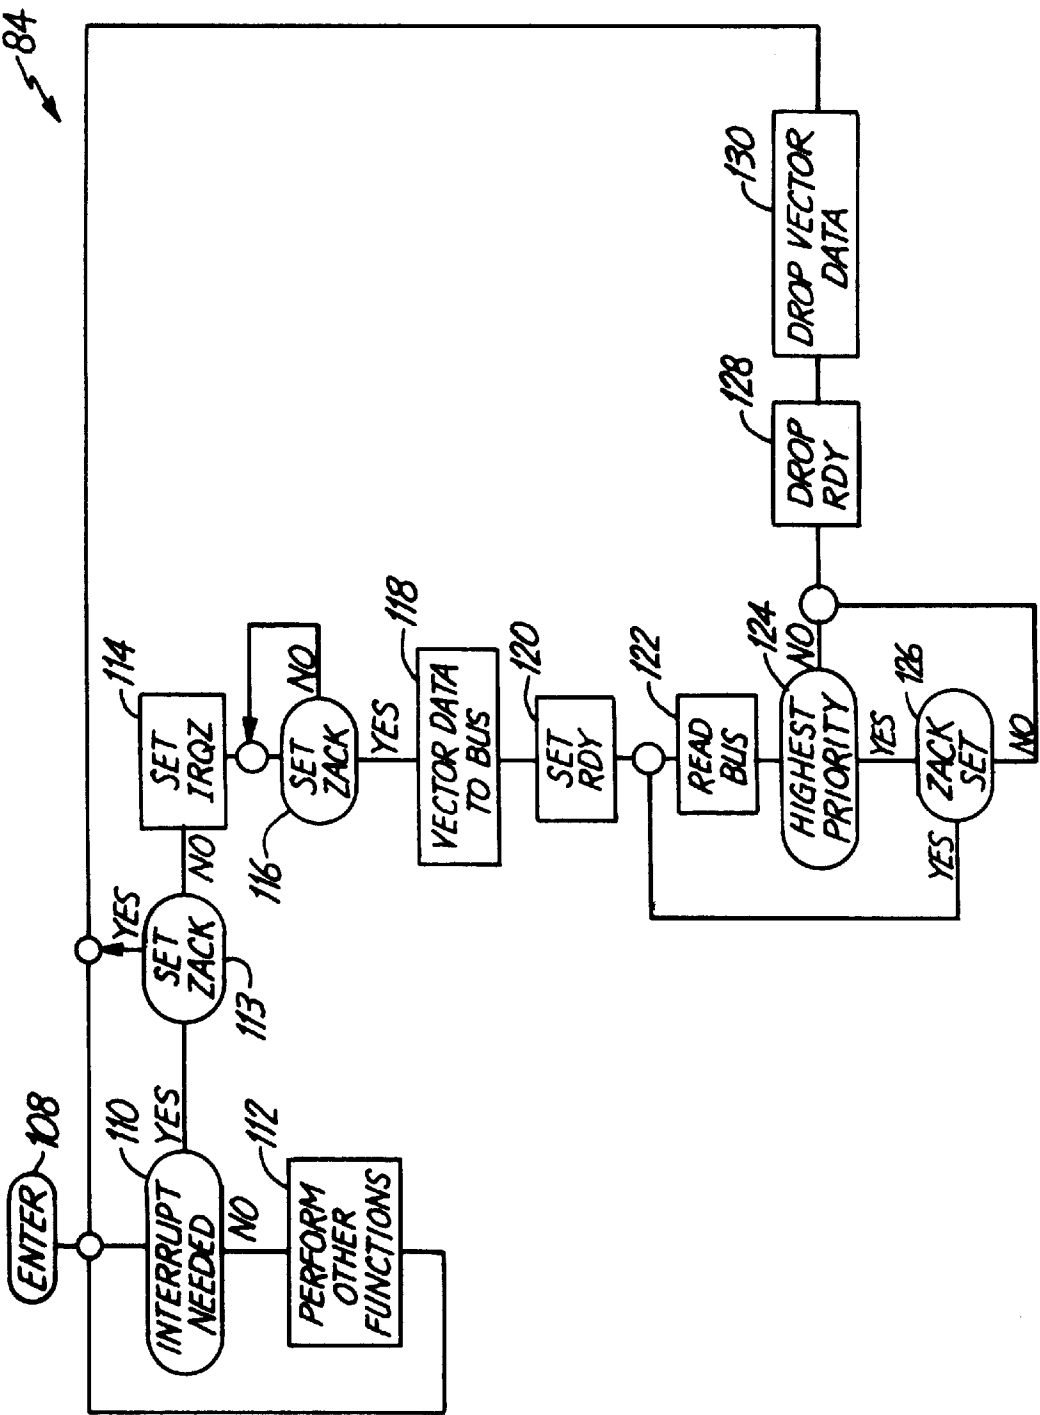 84
ENTER
108
INTERRUPT
NEEDED
110
YES
NO
PERFORM
OTHER
FUNCTIONS
112
SET
ZACK
113
YES
NO
SET
IRQZ
114
SET
ZACK
116
NO
YES
VECTOR DATA
TO BUS
118
SET
RDY
120
READ
BUS
122
HIGHEST
PRIORITY
124
NO
YES
ZACK
SET
126
YES
NO
DROP
RDY
128
DROP VECTOR
DATA
130